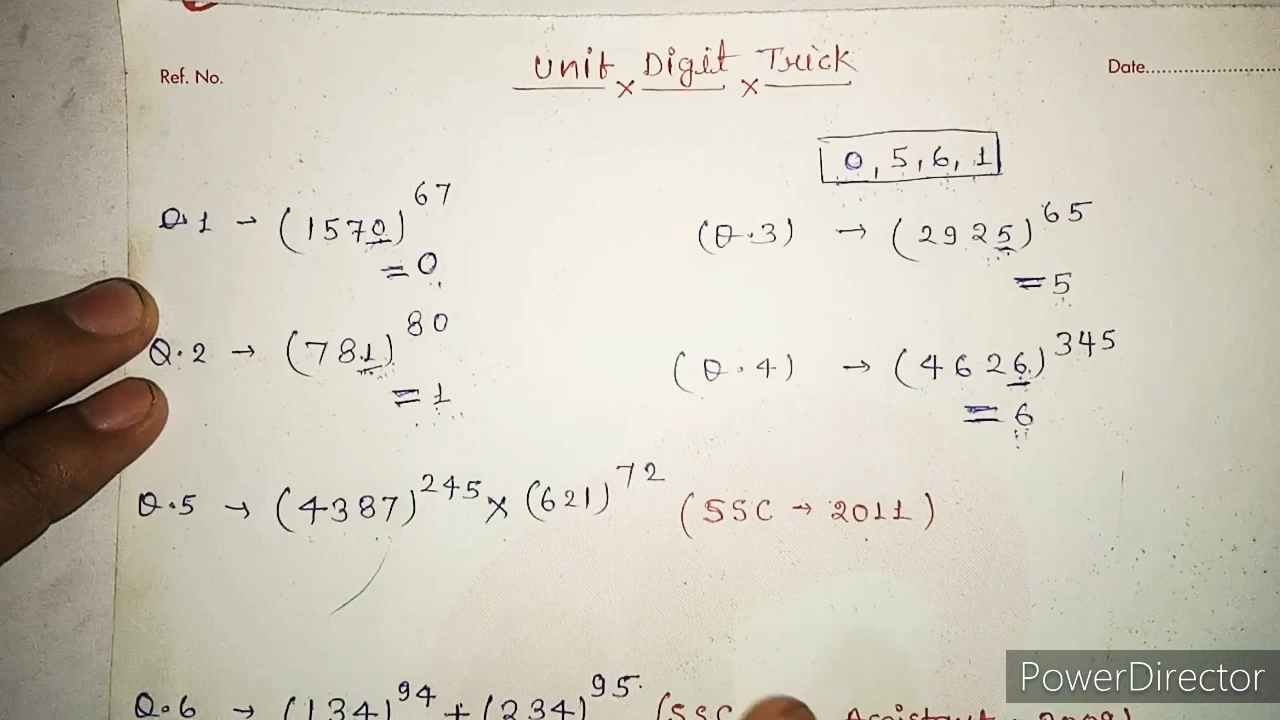 Unit Digit Trick
Ref. No.
Date
0, 5, 6, 1
Q.1 → (1570)^67
= 0
(Q.3) → (2925)^65
= 5
Q.2 → (781)^80
= 1
(Q.4) → (4626)^345
= 6
Q.5 → (4387)^245 × (621)^72 (SSC → 2011)
Q.6 → (134)^94 + (234)^95 (SSC
PowerDirector